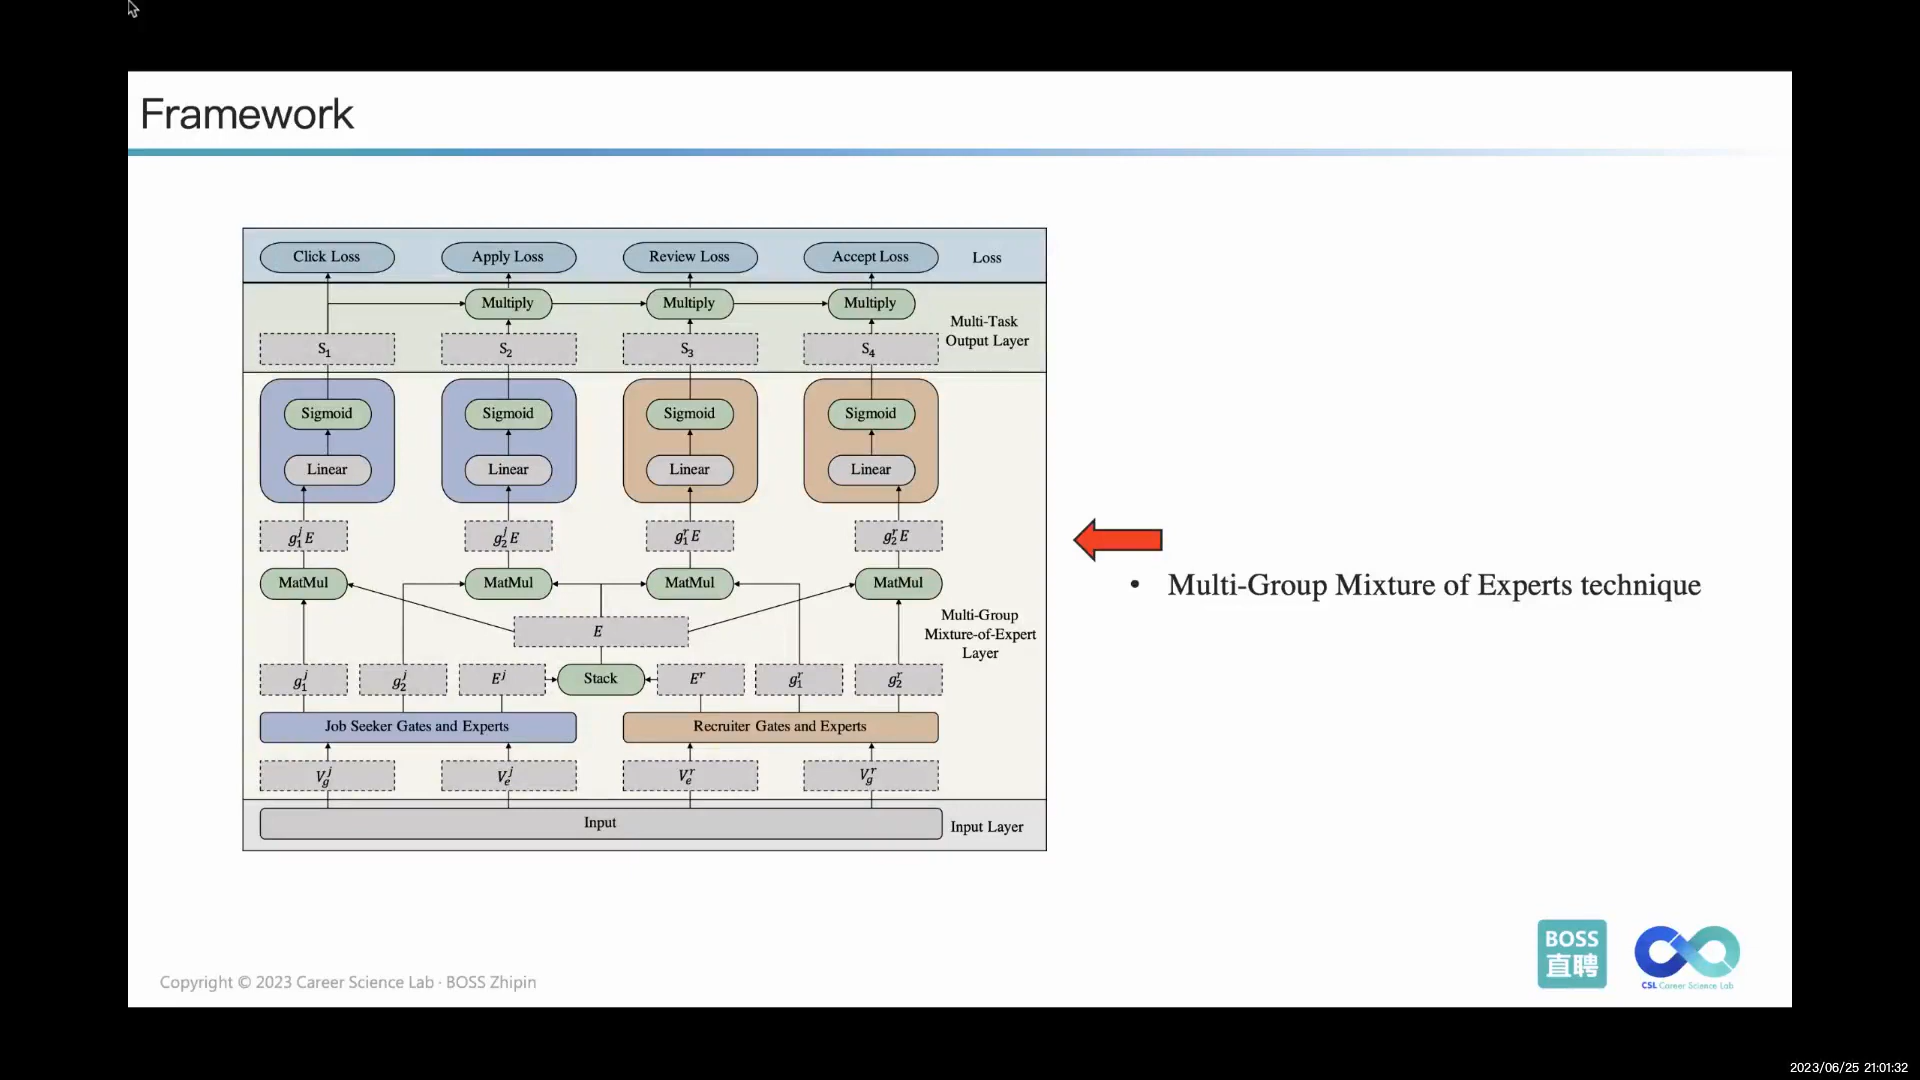 Framework
Click Loss
Apply Loss
Review Loss
Accept Loss
Loss
Multiply
Multiply
Multiply
Multi-Task
Output Layer
S1
S2
S3
S4
Sigmoid
Sigmoid
Sigmoid
Sigmoid
Linear
Linear
Linear
Linear
g₁ʲE
g₂ʲE
g₁ʳE
g₂ʳE
MatMul
MatMul
MatMul
MatMul
E
Multi-Group
Mixture-of-Expert
Layer
g₁ʲ
g₂ʲ
Eʲ
Stack
Eʳ
g₁ʳ
g₂ʳ
Job Seeker Gates and Experts
Recruiter Gates and Experts
V_gʲ
V_eʲ
V_eʳ
V_gʳ
Input
Input Layer
• Multi-Group Mixture of Experts technique
BOSS
直聘
CSL Career Science Lab
Copyright © 2023 Career Science Lab · BOSS Zhipin
2023/06/25 21:01:32